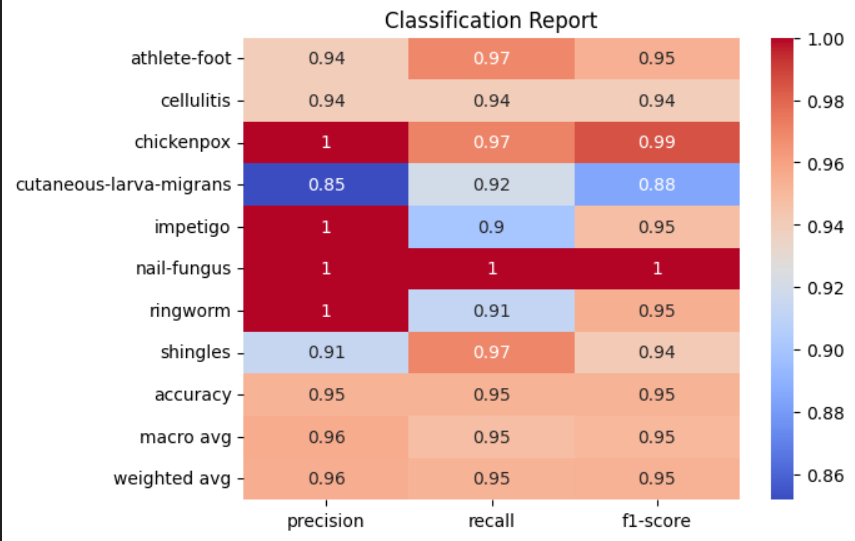 Classification Report
athlete-foot 0.94 0.97 0.95
cellulitis 0.94 0.94 0.94
chickenpox 1 0.97 0.99
cutaneous-larva-migrans 0.85 0.92 0.88
impetigo 1 0.9 0.95
nail-fungus 1 1 1
ringworm 1 0.91 0.95
shingles 0.91 0.97 0.94
accuracy 0.95 0.95 0.95
macro avg 0.96 0.95 0.95
weighted avg 0.96 0.95 0.95
precision recall f1-score
1.00
0.98
0.96
0.94
0.92
0.90
0.88
0.86